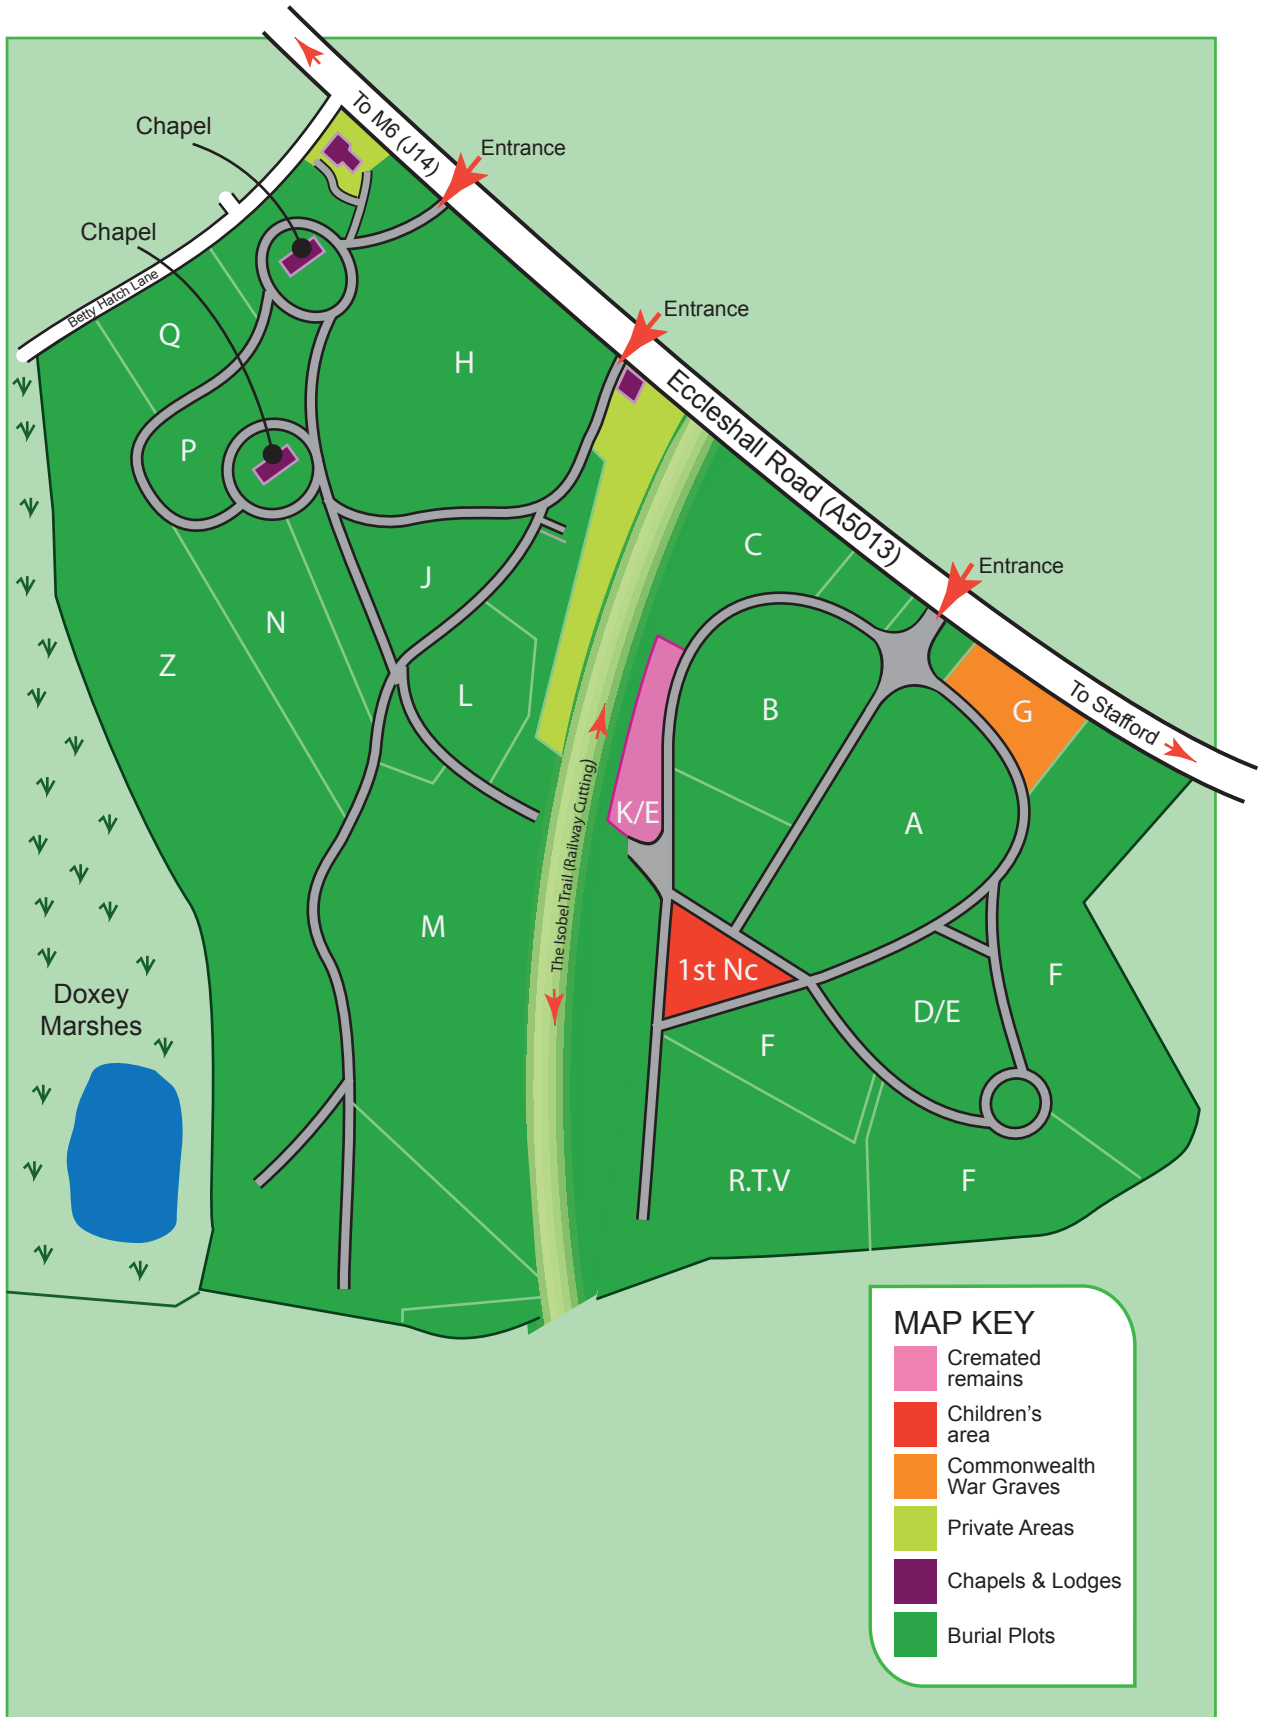 To M6 (J14)
Chapel
Entrance
Chapel
Betty Hatch Lane
Q
H
Entrance
P
Eccleshall Road (A5013)
C
Entrance
J
N
Z
L
B
G
To Stafford
K/E
A
The Isobel Trail (Railway Cutting)
M
1st Nc
F
Doxey
Marshes
D/E
F
R.T.V
F
MAP KEY
Cremated
remains
Children’s
area
Commonwealth
War Graves
Private Areas
Chapels & Lodges
Burial Plots